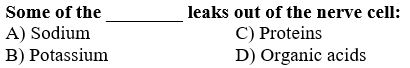 Some of the ________ leaks out of the nerve cell:
A) Sodium C) Proteins
B) Potassium D) Organic acids